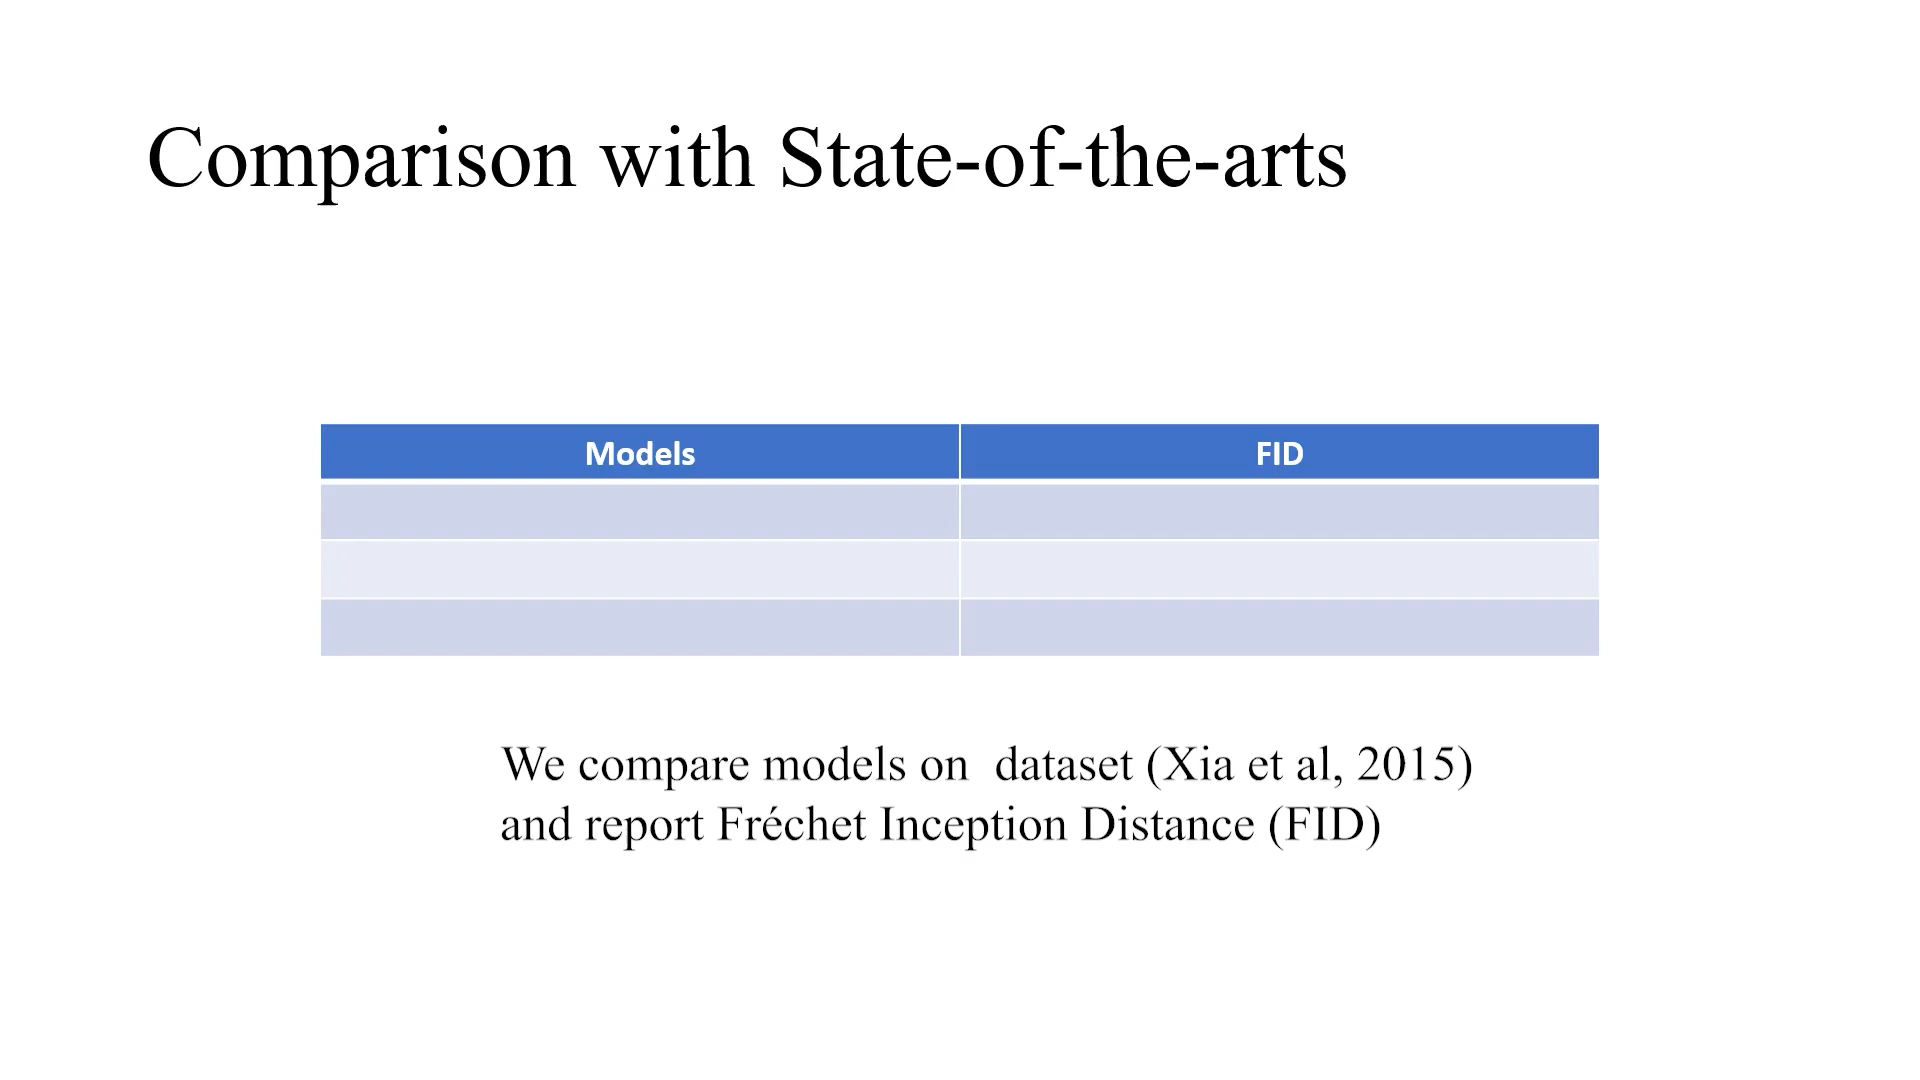 Comparison with State-of-the-arts
Models FID
We compare models on dataset (Xia et al, 2015)
and report Fréchet Inception Distance (FID)